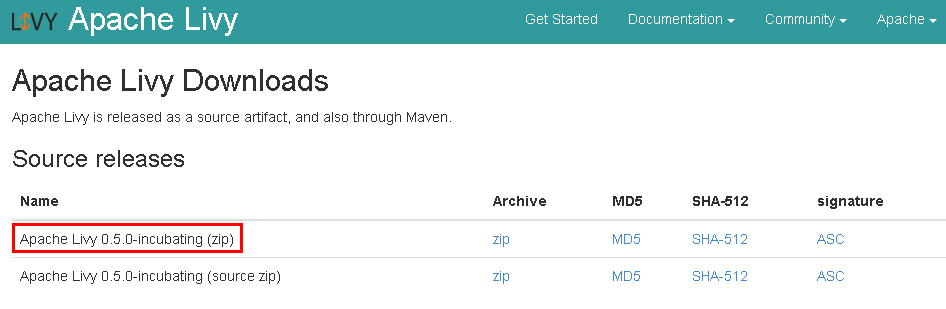 LIVY Apache Livy Get Started Documentation Community Apache
Apache Livy Downloads
Apache Livy is released as a source artifact, and also through Maven.
Source releases
Name Archive MD5 SHA-512 signature
Apache Livy 0.5.0-incubating (zip) zip MD5 SHA-512 ASC
Apache Livy 0.5.0-incubating (source zip) zip MD5 SHA-512 ASC